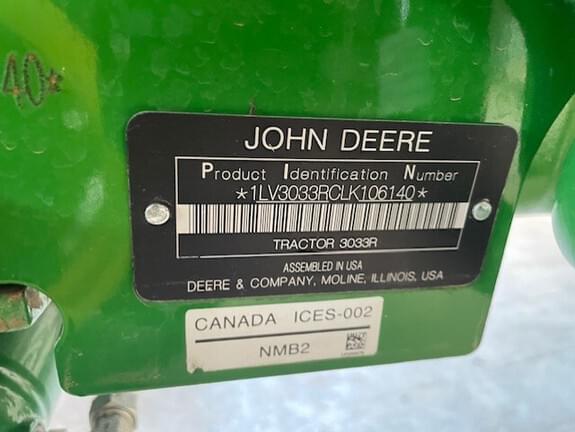 40*
JOHN DEERE
Product Identification Number
*1LV3033RCLK106140*
TRACTOR 3033R
ASSEMBLED IN USA
DEERE & COMPANY, MOLINE, ILLINOIS, USA
CANADA ICES-002
NMB2